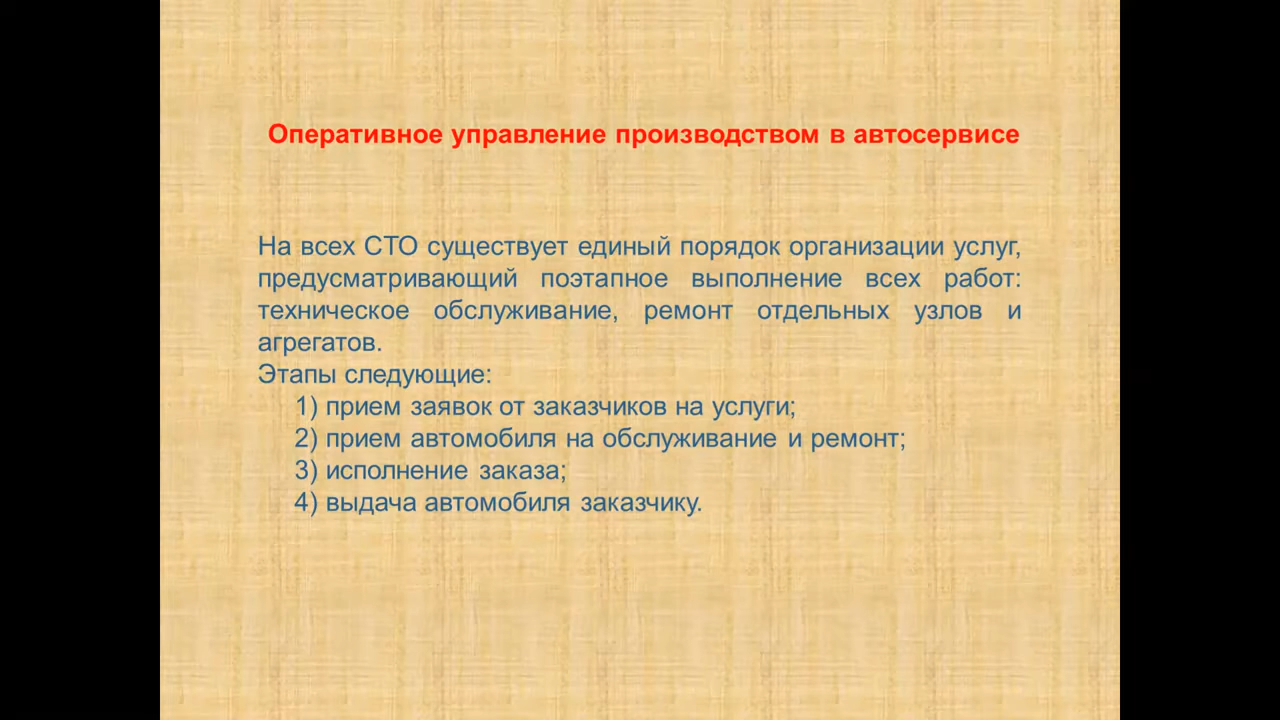 Оперативное управление производством в автосервисе
На всех СТО существует единый порядок организации услуг,
предусматривающий поэтапное выполнение всех работ:
техническое обслуживание, ремонт отдельных узлов и
агрегатов.
Этапы следующие:
1) прием заявок от заказчиков на услуги;
2) прием автомобиля на обслуживание и ремонт;
3) исполнение заказа;
4) выдача автомобиля заказчику.